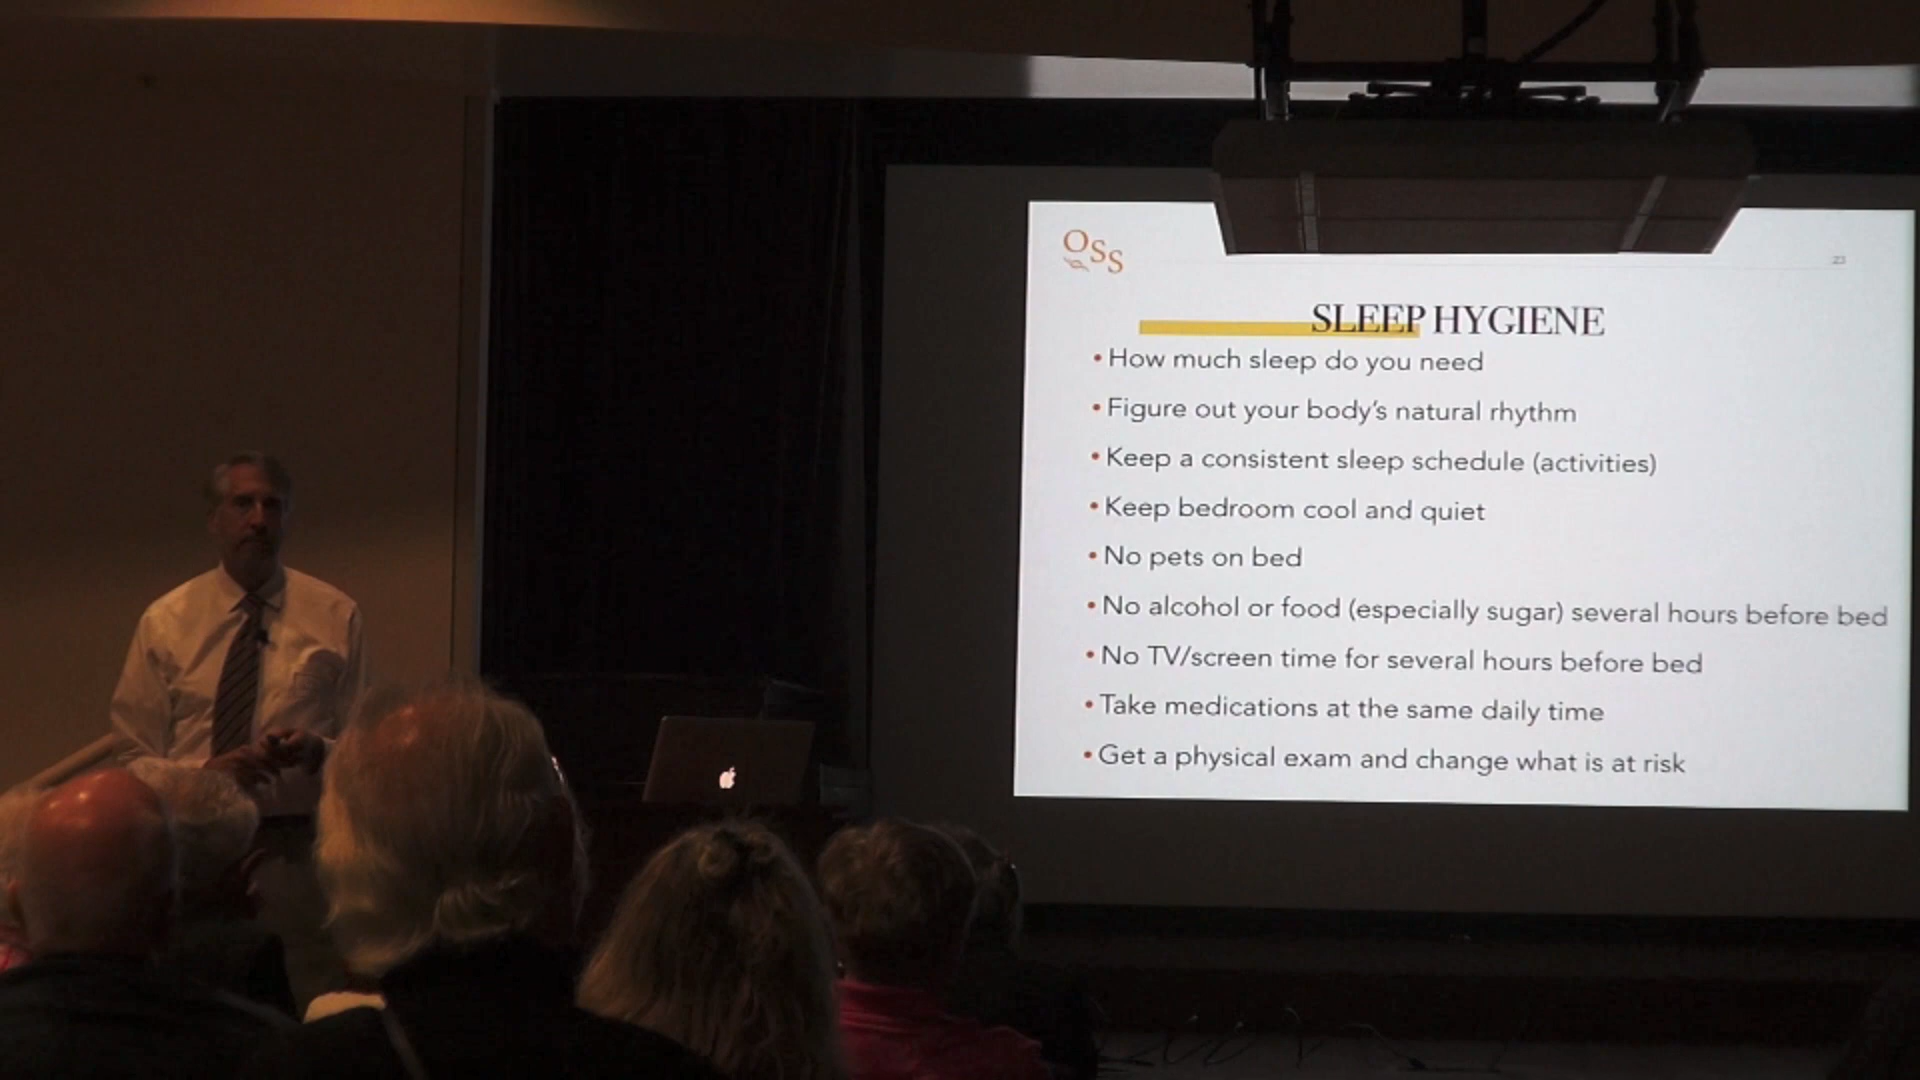 OSS
23
SLEEP HYGIENE
• How much sleep do you need
• Figure out your body's natural rhythm
• Keep a consistent sleep schedule (activities)
• Keep bedroom cool and quiet
• No pets on bed
• No alcohol or food (especially sugar) several hours before bed
• No TV/screen time for several hours before bed
• Take medications at the same daily time
• Get a physical exam and change what is at risk